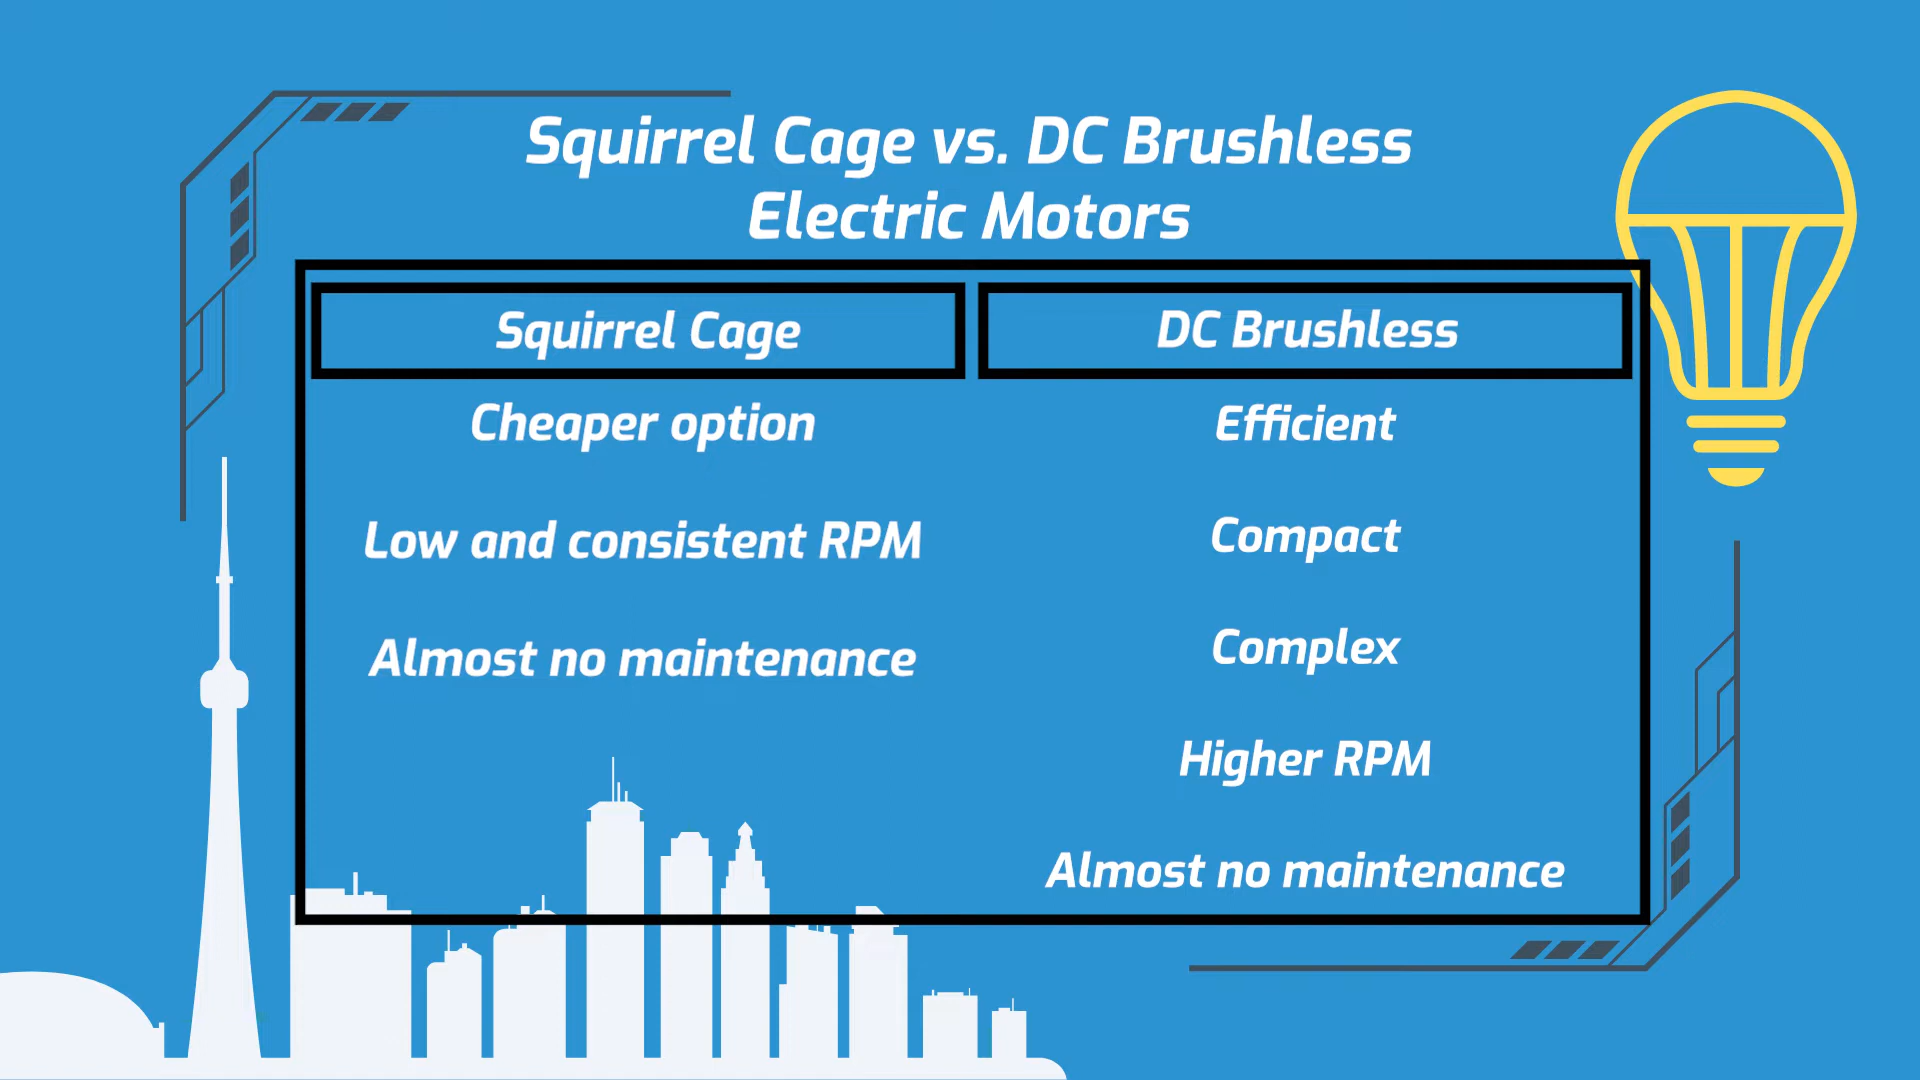 Squirrel Cage vs. DC Brushless
Electric Motors
Squirrel Cage
Cheaper option
Low and consistent RPM
Almost no maintenance
DC Brushless
Efficient
Compact
Complex
Higher RPM
Almost no maintenance